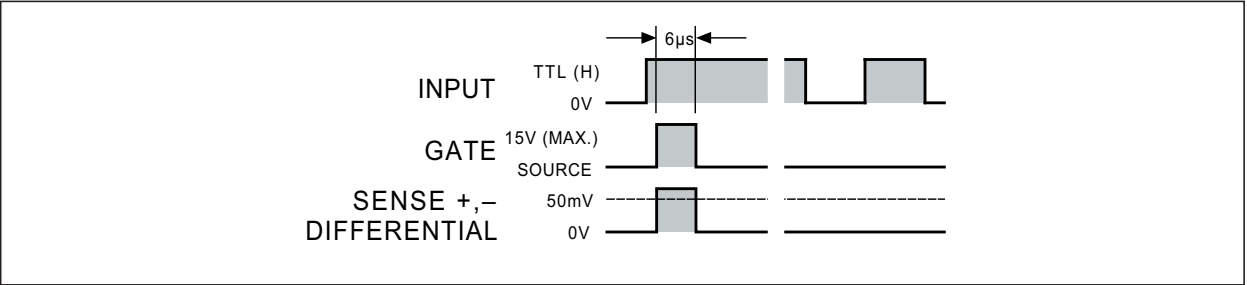 6µs
INPUT
TTL (H)
0V
GATE
15V (MAX.)
SOURCE
SENSE +,–
DIFFERENTIAL
50mV
0V